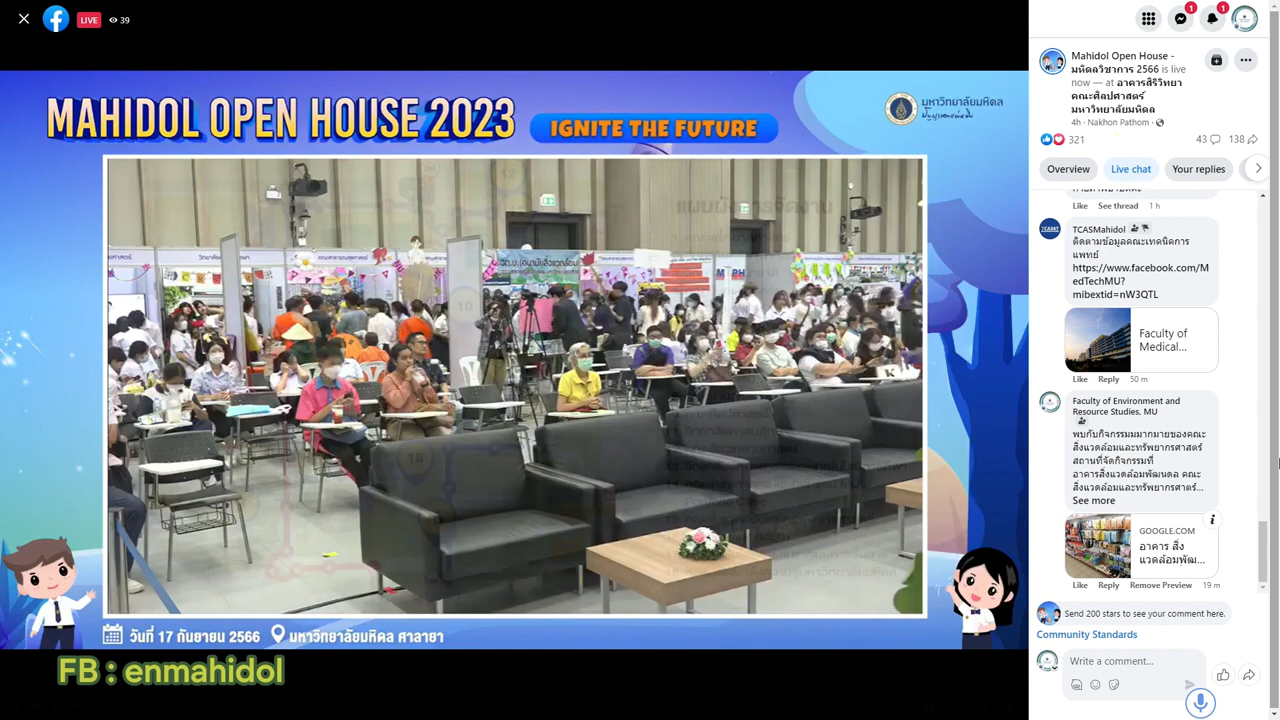 LIVE
39
MAHIDOL OPEN HOUSE 2023
IGNITE THE FUTURE
มหาวิทยาลัยมหิดล
ปัญญาของแผ่นดิน
วันที่ 17 กันยายน 2566
มหาวิทยาลัยมหิดล ศาลายา
FB : enmahidol
1
1
Mahidol Open House -
มหิดลวิชาการ 2566 is live
now — at อาคารสิริวิทยา
คณะศิลปศาสตร์
มหาวิทยาลัยมหิดล
4h · Nakhon Pathom ·
321
43
138
Overview
Live chat
Your replies
Like See thread 1 h
TCASMahidol
ติดตามข้อมูลคณะเทคนิคการ
แพทย์
https://www.facebook.com/M
edTechMU?
mibextid=nW3QTL
Faculty of
Medical...
Like Reply 50 m
Faculty of Environment and
Resource Studies, MU
พบกับกิจกรรมมากมายของคณะ
สิ่งแวดล้อมและทรัพยากรศาสตร์
สถานที่จัดกิจกรรมที่
อาคารสิ่งแวดล้อมพัฒนดล คณะ
สิ่งแวดล้อมและทรัพยากรศาตร์...
See more
GOOGLE.COM
อาคาร สิ่ง
แวดล้อมพัฒ...
Like Reply Remove Preview 19 m
Send 200 stars to see your comment here.
Community Standards
Write a comment...